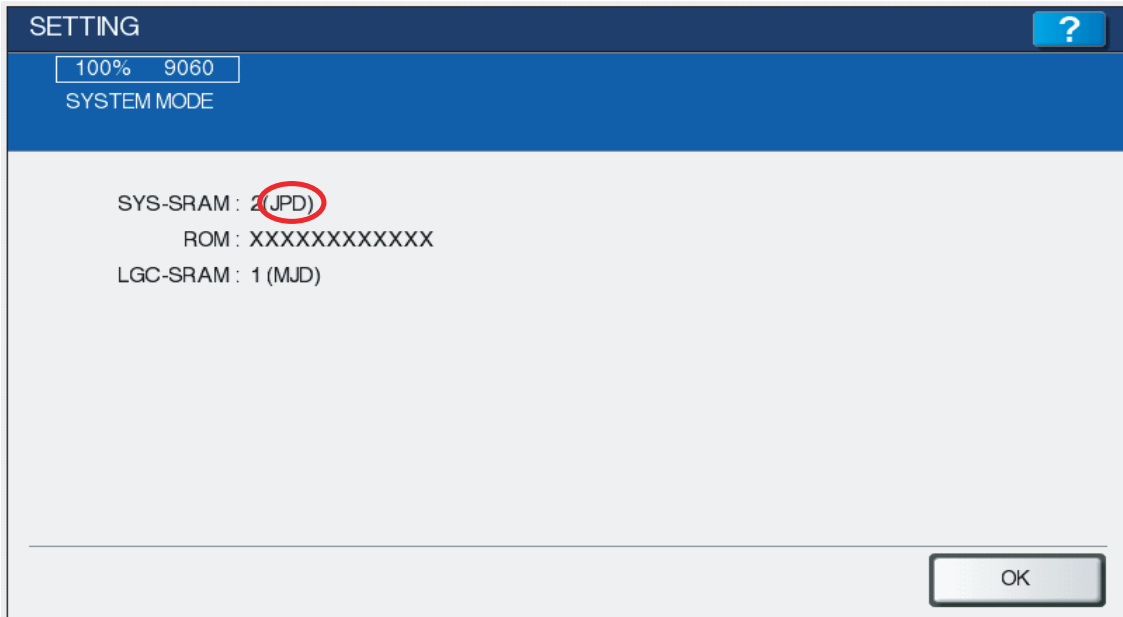 SETTING
?
100% 9060
SYSTEM MODE
SYS-SRAM : 2(JPD)
ROM : XXXXXXXXXXXX
LGC-SRAM : 1 (MJD)
OK